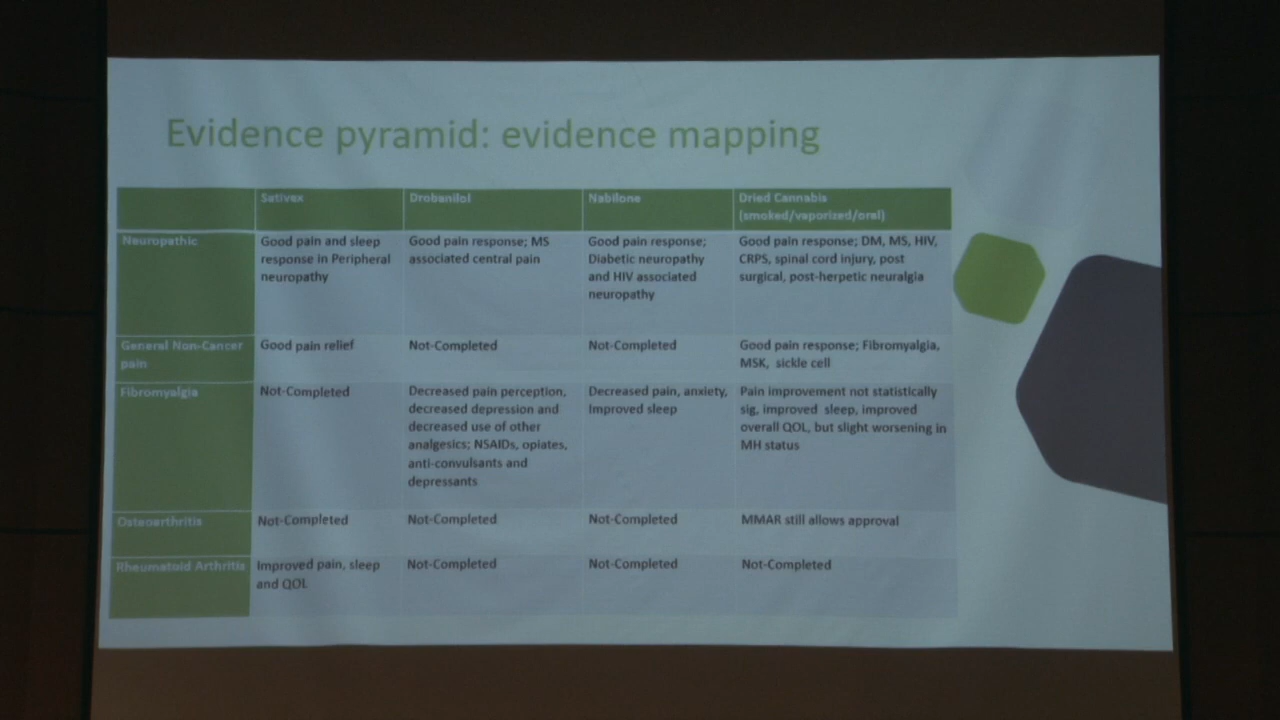 Evidence pyramid: evidence mapping
Sativex
Drobanilol
Nabilone
Dried Cannabis
(smoked/vaporized/oral)
Neuropathic
Good pain and sleep
response in Peripheral
neuropathy
Good pain response; MS
associated central pain
Good pain response;
Diabetic neuropathy
and HIV associated
neuropathy
Good pain response; DM, MS, HIV,
CRPS, spinal cord injury, post
surgical, post-herpetic neuralgia
General Non-Cancer
pain
Good pain relief
Not-Completed
Not-Completed
Good pain response; Fibromyalgia,
MSK, sickle cell
Fibromyalgia
Not-Completed
Decreased pain perception,
decreased depression and
decreased use of other
analgesics; NSAIDs, opiates,
anti-convulsants and
depressants
Decreased pain, anxiety,
Improved sleep
Pain improvement not statistically
sig, improved sleep, improved
overall QOL, but slight worsening in
MH status
Osteoarthritis
Not-Completed
Not-Completed
Not-Completed
MMAR still allows approval
Rheumatoid Arthritis
Improved pain, sleep
and QOL
Not-Completed
Not-Completed
Not-Completed